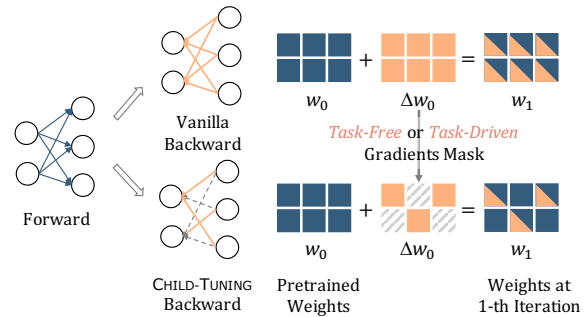 + =
Vanilla
Backward
w₀ Δw₀ w₁
Task-Free or Task-Driven
Gradients Mask
Forward
+ =
w₀ Δw₀ w₁
CHILD-TUNING
Backward
Pretrained
Weights
Weights at
1-th Iteration